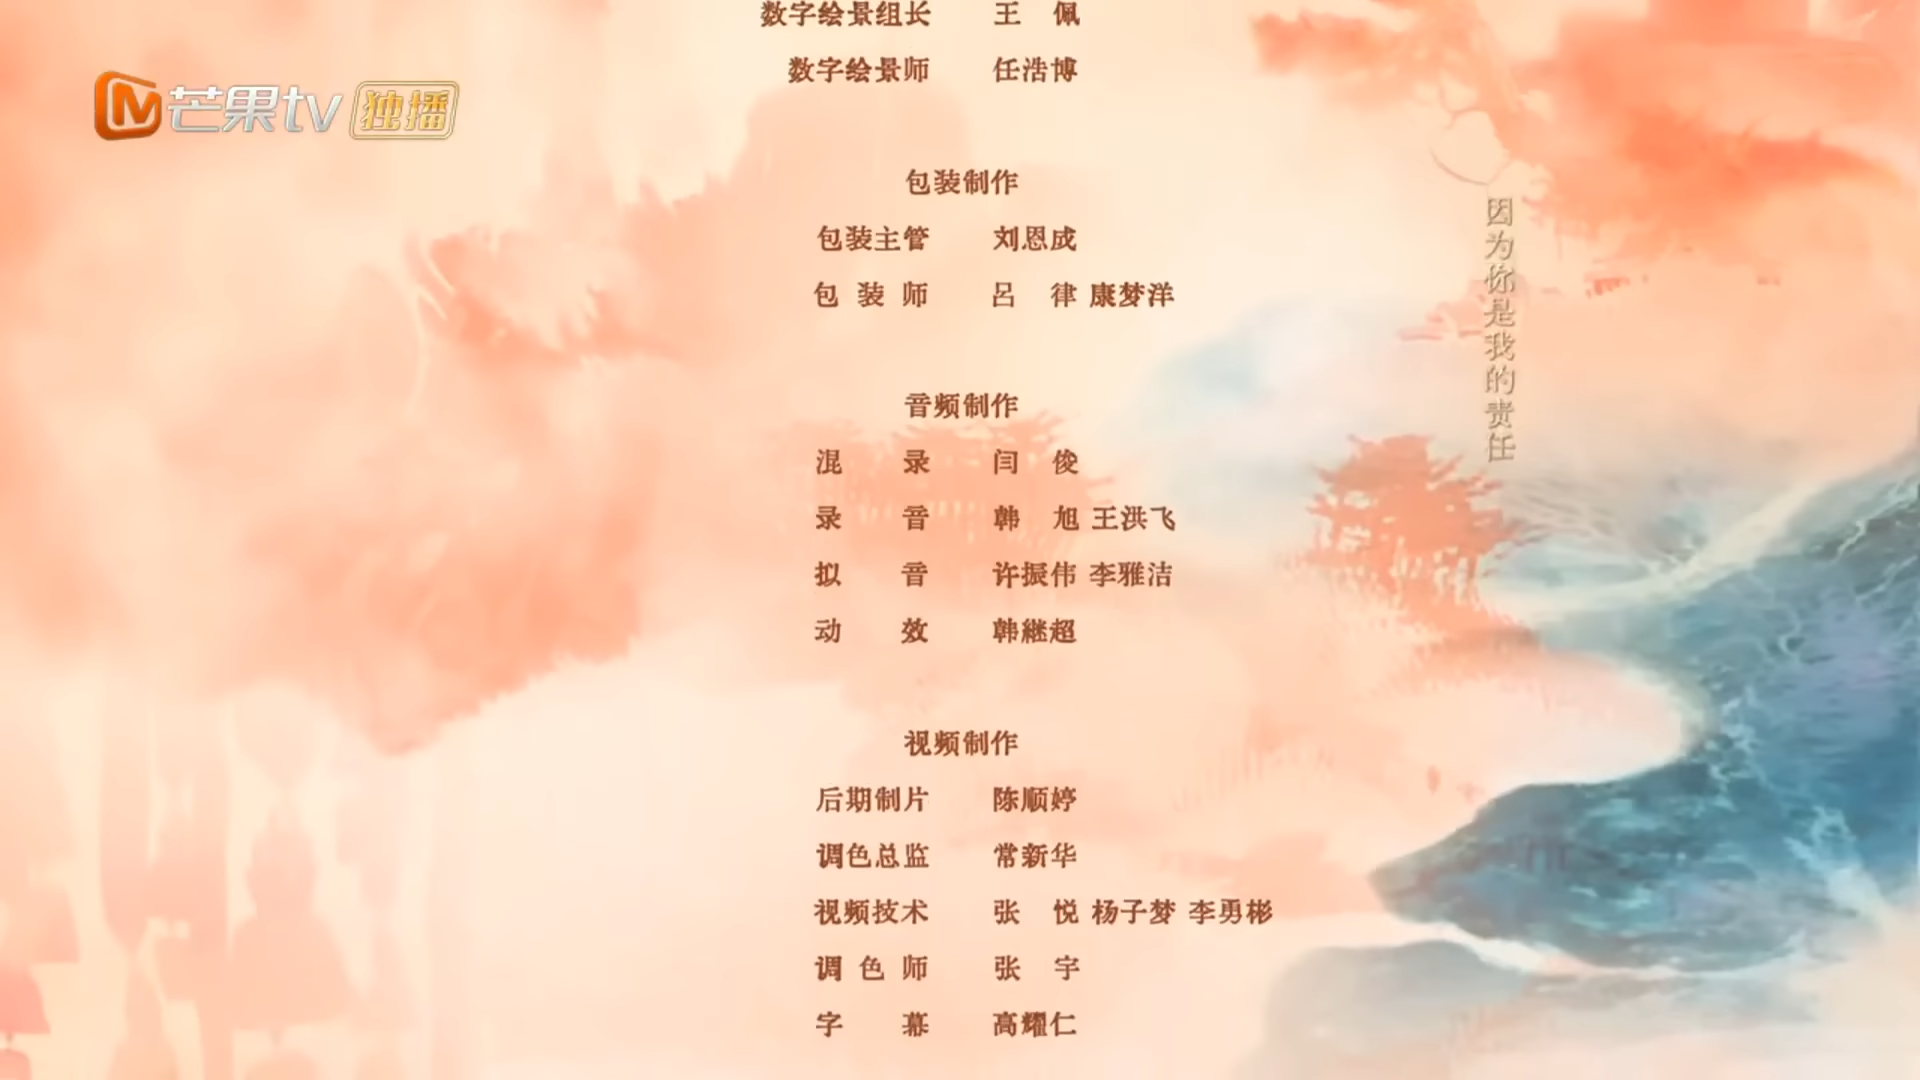 数字绘景组长 王 佩
数字绘景师 任浩博
芒果tv 独播
包装制作
包装主管 刘恩成
包装师 吕 律 康梦洋
音频制作
混 录 闫 俊
录 音 韩 旭 王洪飞
拟 音 许振伟 李雅洁
动 效 韩継超
视频制作
后期制片 陈顺婷
调色总监 常新华
视频技术 张 悦 杨子梦 李勇彬
调色师 张 宇
字 幕 高耀仁
因为你是我的责任